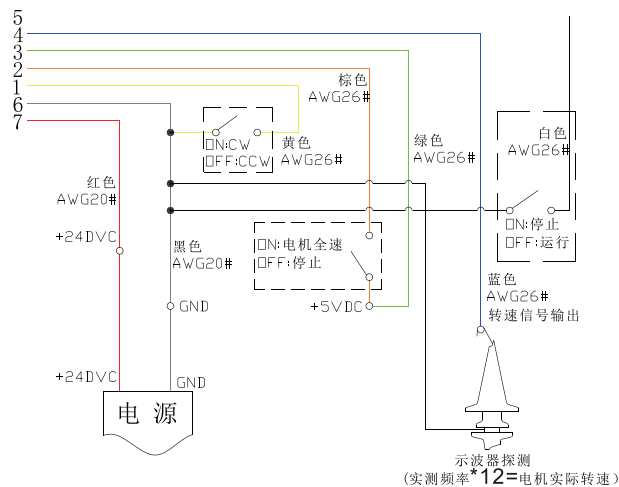 5
4
3
2
1
6
7
棕色
AWG26#
白色
AWG26#
ON:CW
OFF:CCW
黄色
AWG26#
绿色
AWG26#
红色
AWG20#
+24DVC
黑色
AWG20#
ON:电机全速
OFF:停止
ON:停止
OFF:运行
GND
+5VDC
蓝色
AWG26#
转速信号输出
+24DVC
GND
电 源
示波器探测
(实测频率*12=电机实际转速)